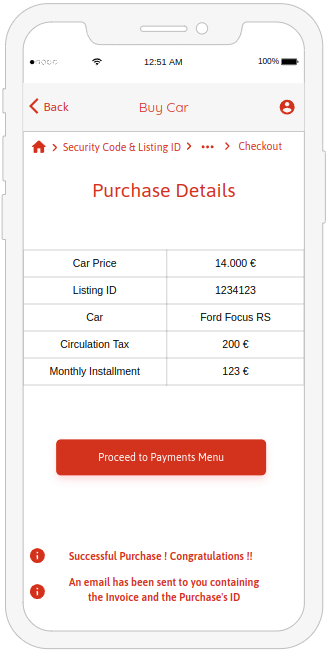 12:51 AM
100%
Back
Buy Car
Security Code & Listing ID
Checkout
Purchase Details
Car Price 14.000 €
Listing ID 1234123
Car Ford Focus RS
Circulation Tax 200 €
Monthly Installment 123 €
Proceed to Payments Menu
Successful Purchase ! Congratulations !!
An email has been sent to you containing
the Invoice and the Purchase's ID